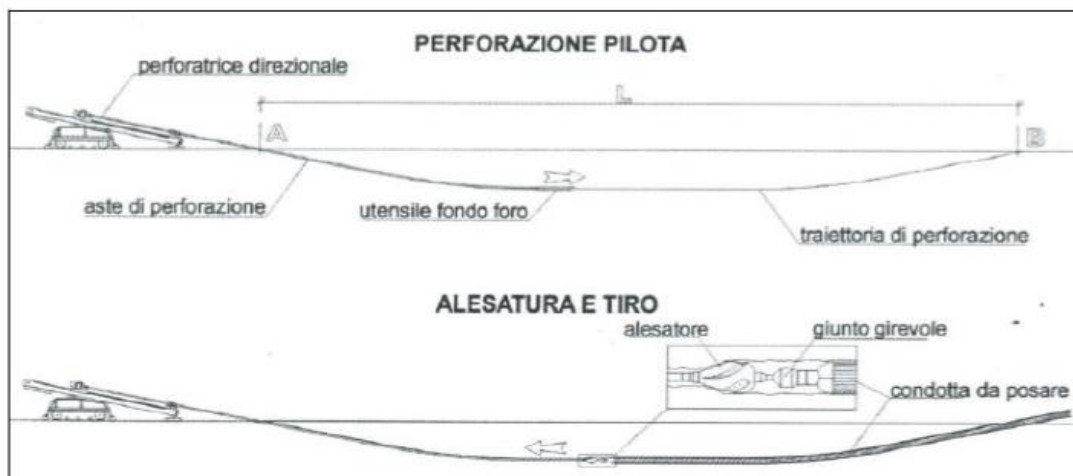 PERFORAZIONE PILOTA
perforatrice direzionale
L
A
B
aste di perforazione
utensile fondo foro
traiettoria di perforazione
ALESATURA E TIRO
alesatore
giunto girevole
condotta da posare